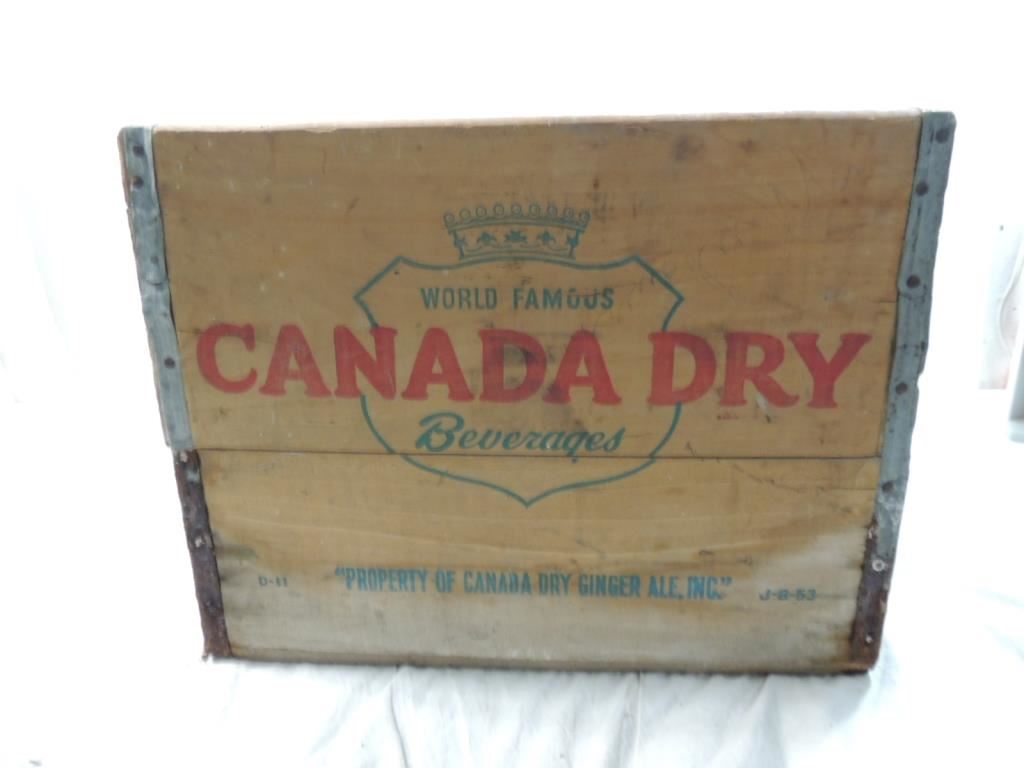 WORLD FAMOUS
CANADA DRY
Beverages
D-11 "PROPERTY OF CANADA DRY GINGER ALE, INC." J-B-53